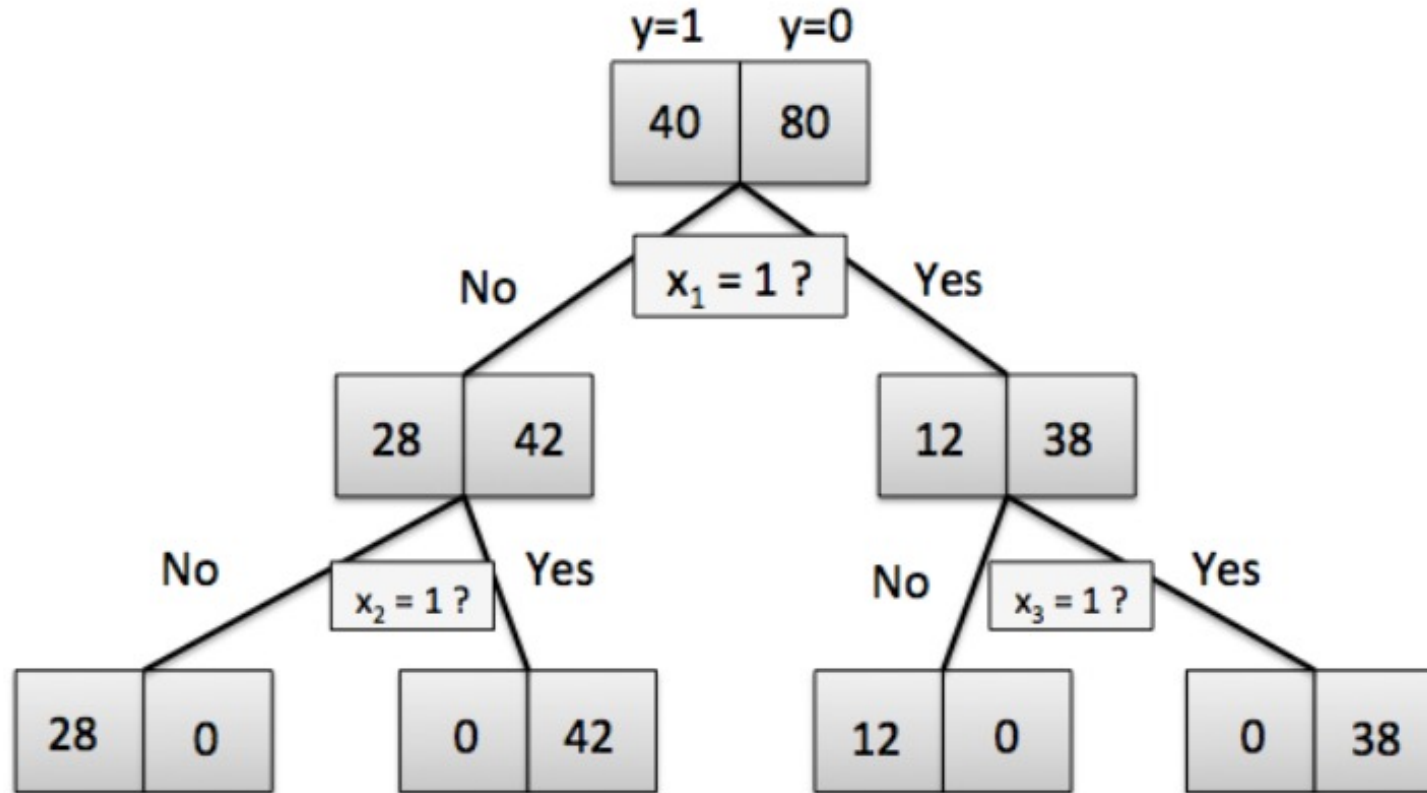 y=1 y=0
40 80
x₁ = 1 ?
No Yes
28 42
12 38
No Yes
x₂ = 1 ?
No Yes
x₃ = 1 ?
28 0
0 42
12 0
0 38